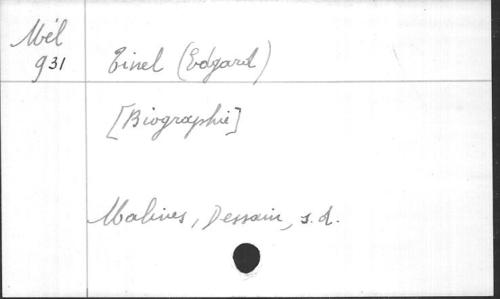 Mél
931
Tinel (Edgard)
[Biographie]
Malines, Dessain, s.d.